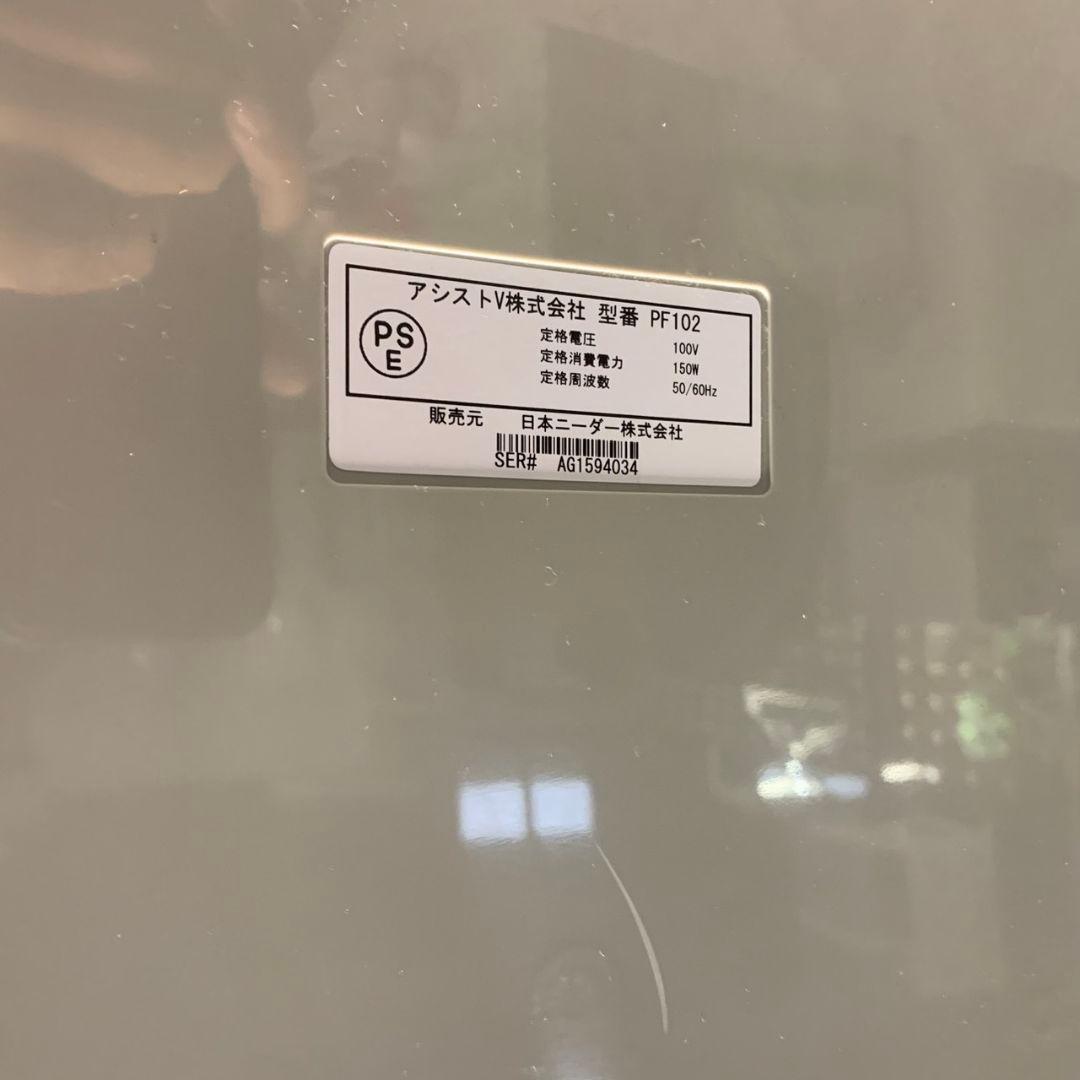 アシストV株式会社 型番 PF102
PS
E
定格電圧 100V
定格消費電力 150W
定格周波数 50/60Hz
販売元 日本ニーダー株式会社
SER# AG1594034